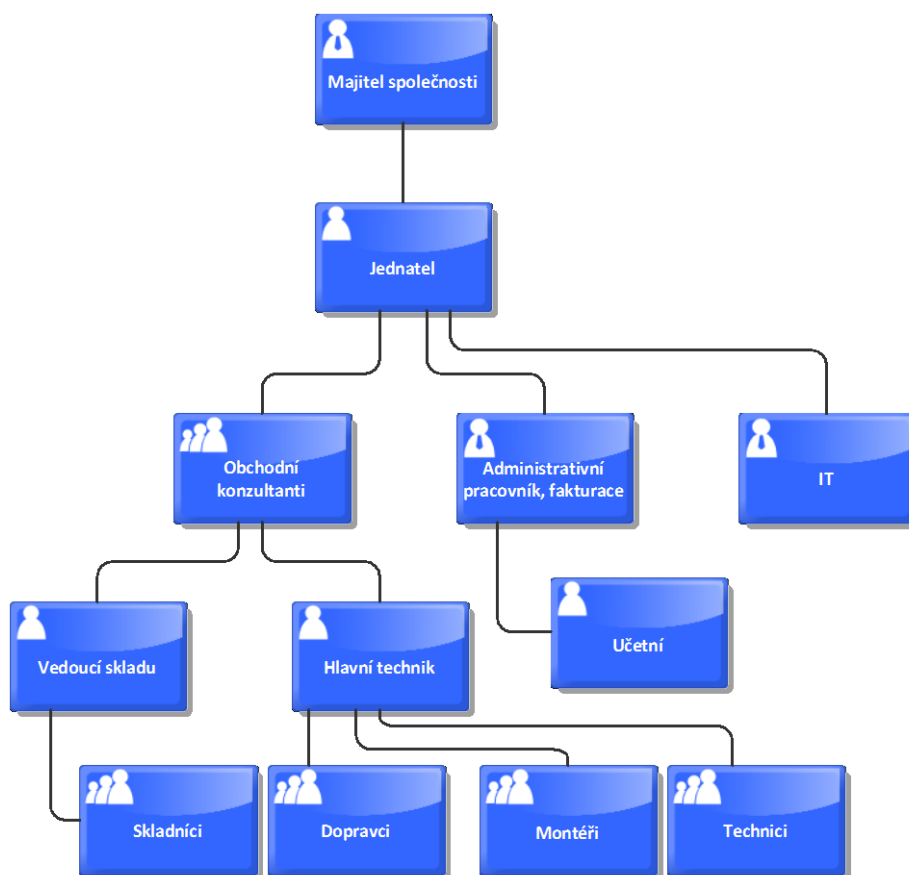 Majitel společnosti
Jednatel
Obchodní
konzultanti
Administrativní
pracovník, fakturace
IT
Vedoucí skladu
Hlavní technik
Učetní
Skladníci
Dopravci
Montéři
Technici